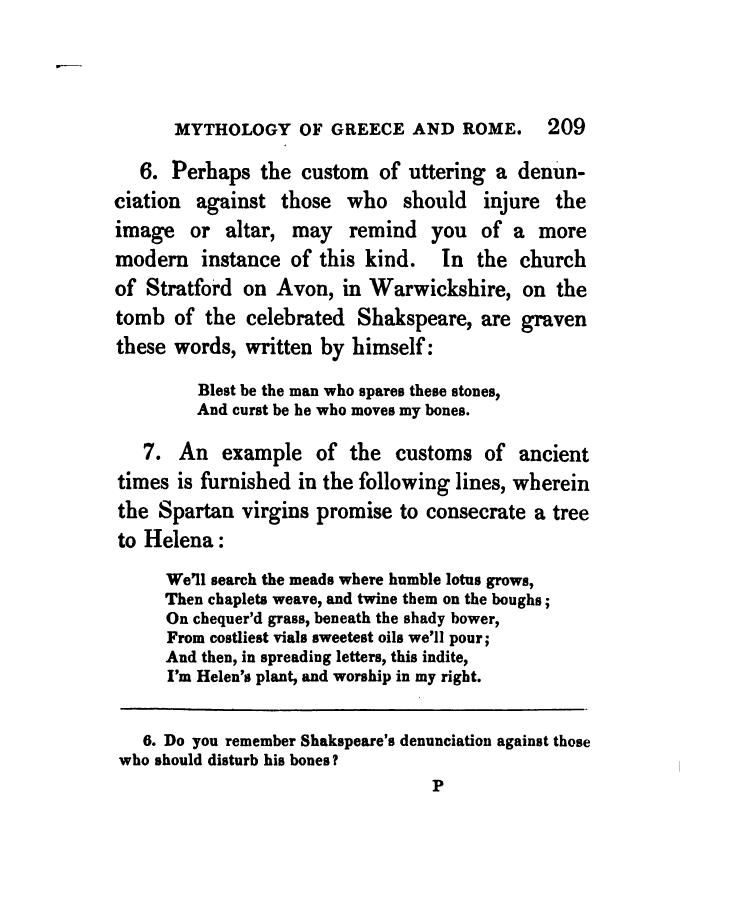 MYTHOLOGY OF GREECE AND ROME. 209
6. Perhaps the custom of uttering a denun-
ciation against those who should injure the
image or altar, may remind you of a more
modern instance of this kind. In the church
of Stratford on Avon, in Warwickshire, on the
tomb of the celebrated Shakspeare, are graven
these words, written by himself:
Blest be the man who spares these stones,
And curst be he who moves my bones.
7. An example of the customs of ancient
times is furnished in the following lines, wherein
the Spartan virgins promise to consecrate a tree
to Helena:
We'll search the meads where humble lotus grows,
Then chaplets weave, and twine them on the boughs;
On chequer'd grass, beneath the shady bower,
From costliest vials sweetest oils we'll pour;
And then, in spreading letters, this indite,
I'm Helen's plant, and worship in my right.
6. Do you remember Shakspeare's denunciation against those
who should disturb his bones?
P